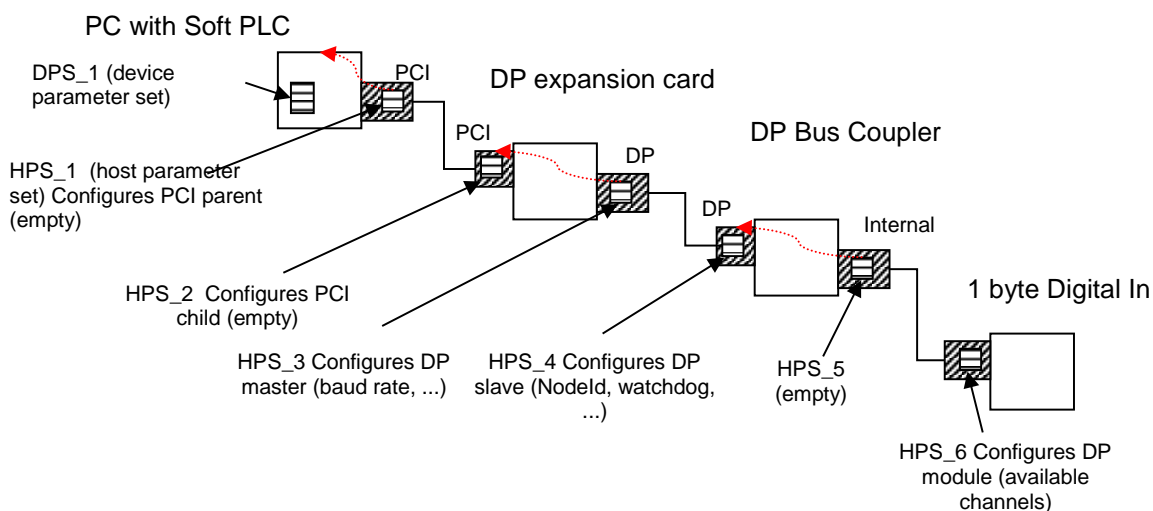 PC with Soft PLC
DPS_1 (device
parameter set)
PCI
DP expansion card
HPS_1 (host parameter
set) Configures PCI parent
(empty)
PCI
DP
DP Bus Coupler
DP
Internal
HPS_2 Configures PCI
child (empty)
1 byte Digital In
HPS_3 Configures DP
master (baud rate, ...)
HPS_4 Configures DP
slave (NodeId, watchdog,
...)
HPS_5
(empty)
HPS_6 Configures DP
module (available
channels)